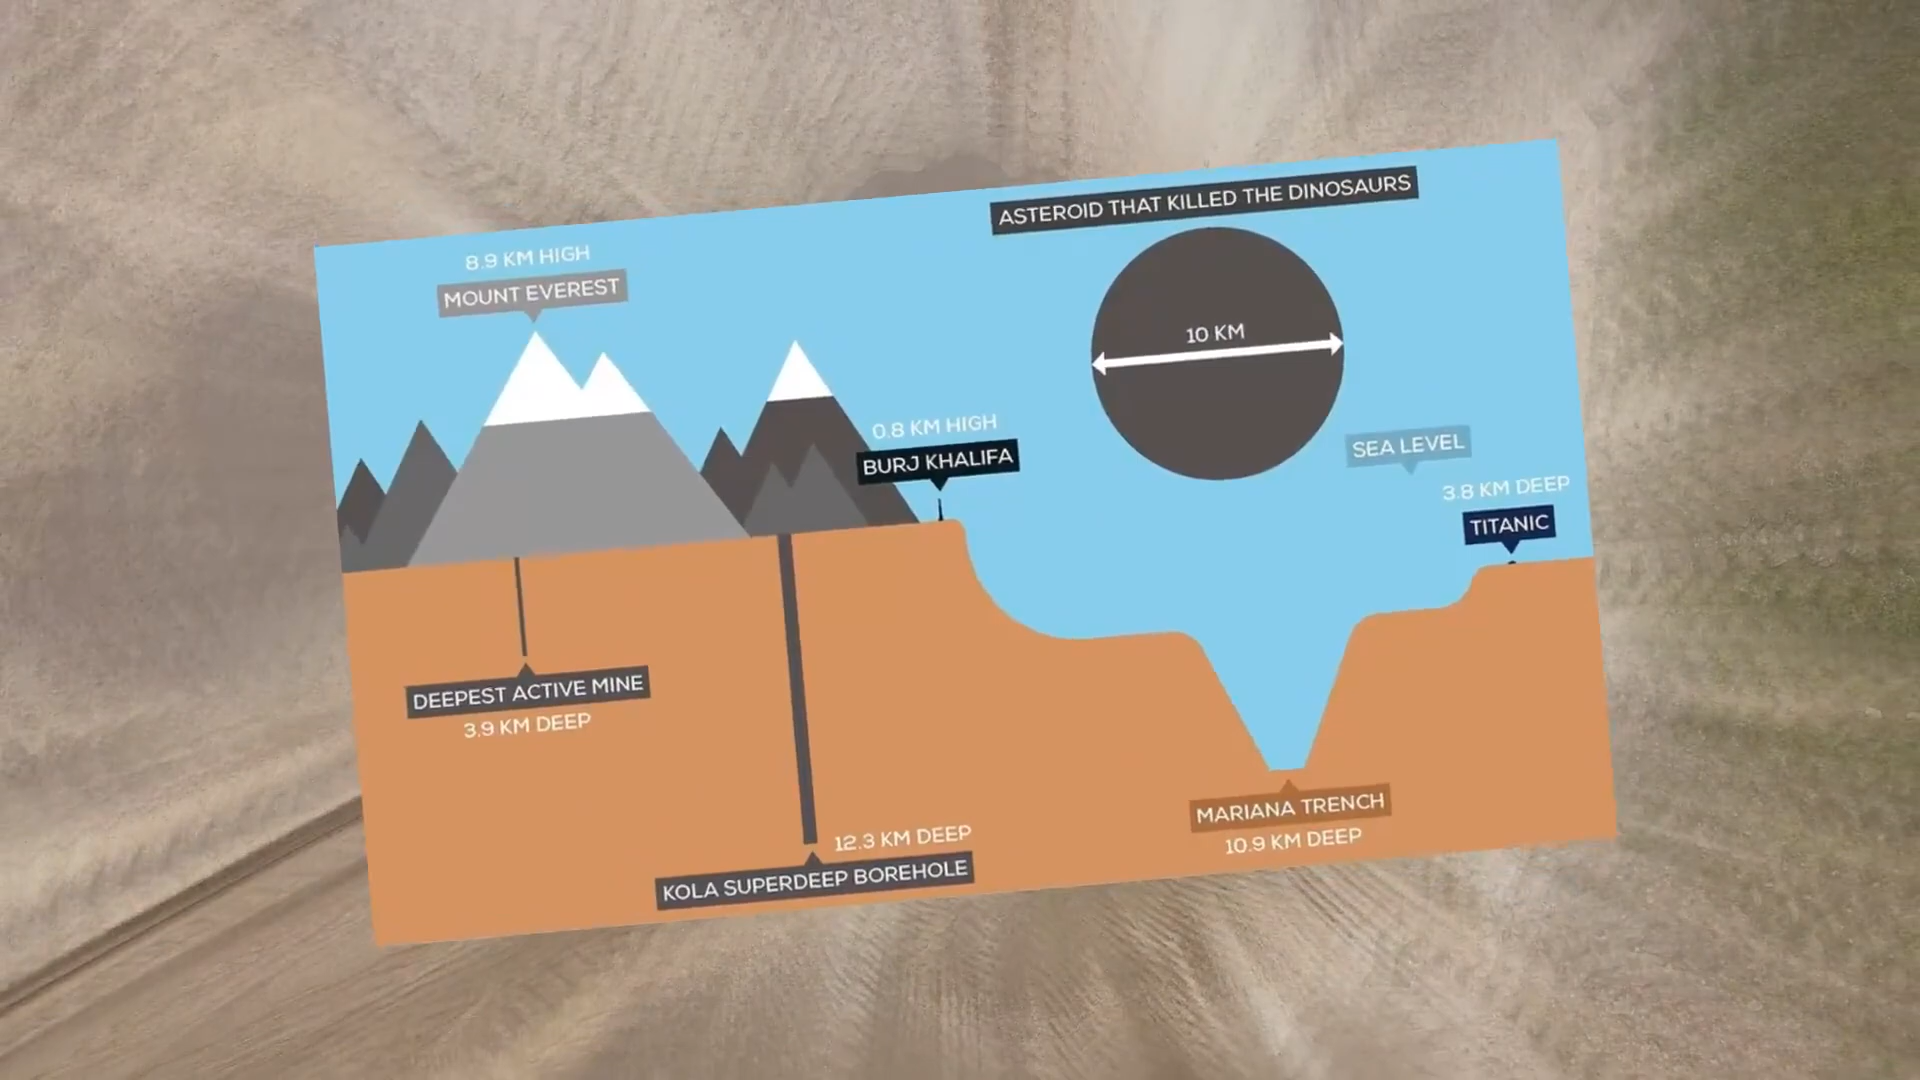 ASTEROID THAT KILLED THE DINOSAURS
8.9 KM HIGH
MOUNT EVEREST
10 KM
0.8 KM HIGH
BURJ KHALIFA
SEA LEVEL
3.8 KM DEEP
TITANIC
DEEPEST ACTIVE MINE
3.9 KM DEEP
MARIANA TRENCH
10.9 KM DEEP
12.3 KM DEEP
KOLA SUPERDEEP BOREHOLE